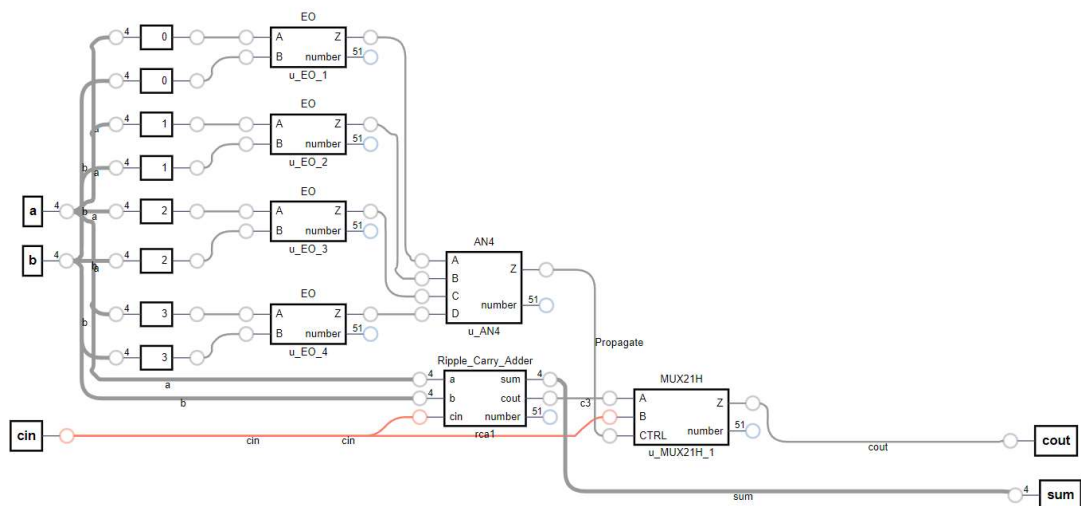 EO
4 0 A Z
B number 51
4 0 u_EO_1
EO
4 1 A Z
a
B number 51
4 1 u_EO_2
b a
EO
a 4 b a 4 2 A Z
B number 51
u_EO_3
AN4
b 4 4 2 A Z
a
B
EO
C number 51
4 3 A Z D
b B number 51 u_AN4
4 3 u_EO_4
Propagate
Ripple_Carry_Adder
a 4 a sum 4 MUX21H
b 4 b cout c3 A Z
cin number 51 B number 51
cin cin cin rca1 CTRL
u_MUX21H_1
cout cout
4 sum
sum